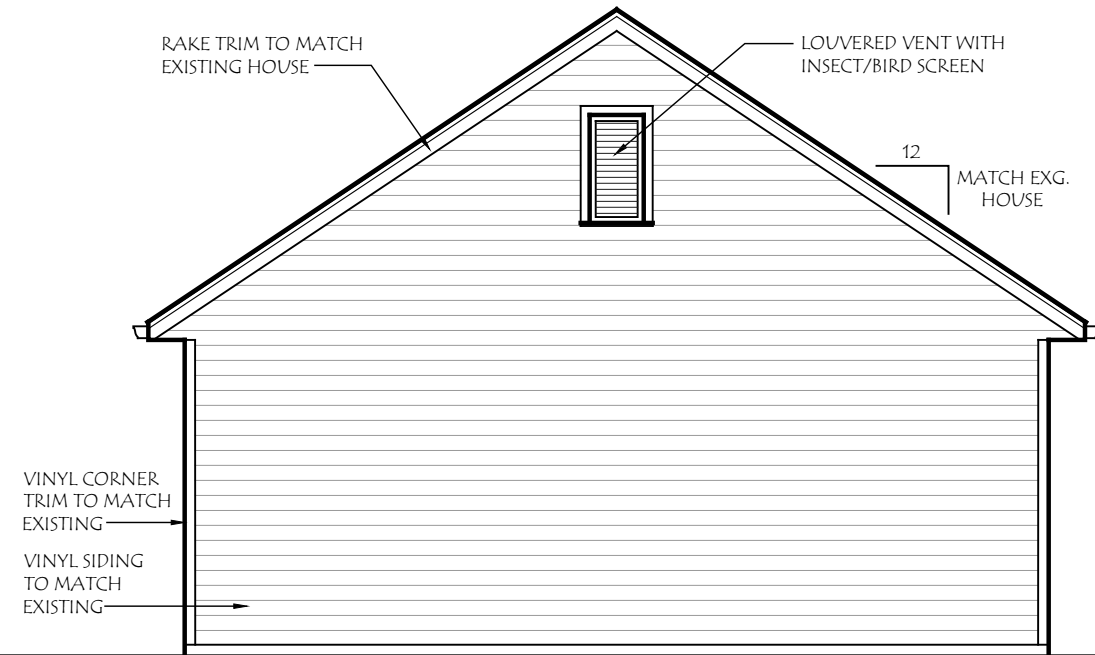 RAKE TRIM TO MATCH
EXISTING HOUSE
LOUVERED VENT WITH
INSECT/BIRD SCREEN
12
MATCH EXG.
HOUSE
VINYL CORNER
TRIM TO MATCH
EXISTING
VINYL SIDING
TO MATCH
EXISTING